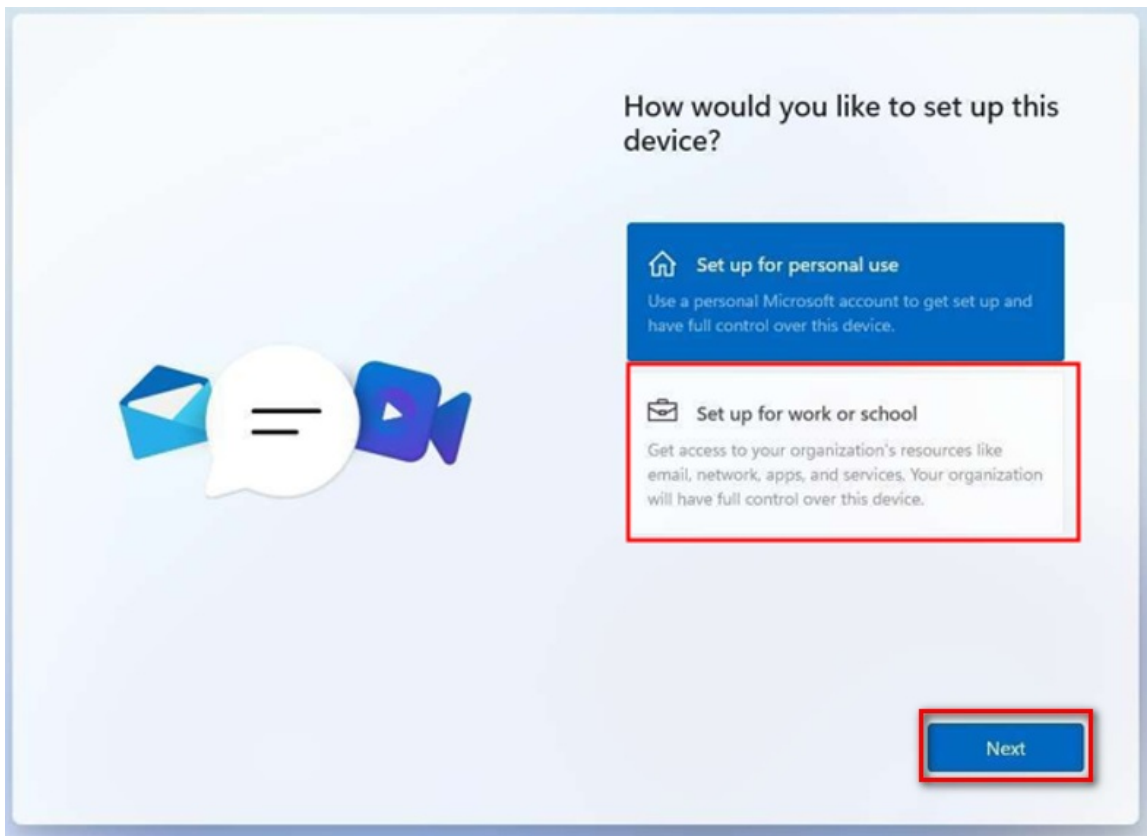 How would you like to set up this
device?
Set up for personal use
Use a personal Microsoft account to get set up and
have full control over this device.
Set up for work or school
Get access to your organization's resources like
email, network, apps, and services. Your organization
will have full control over this device.
Next